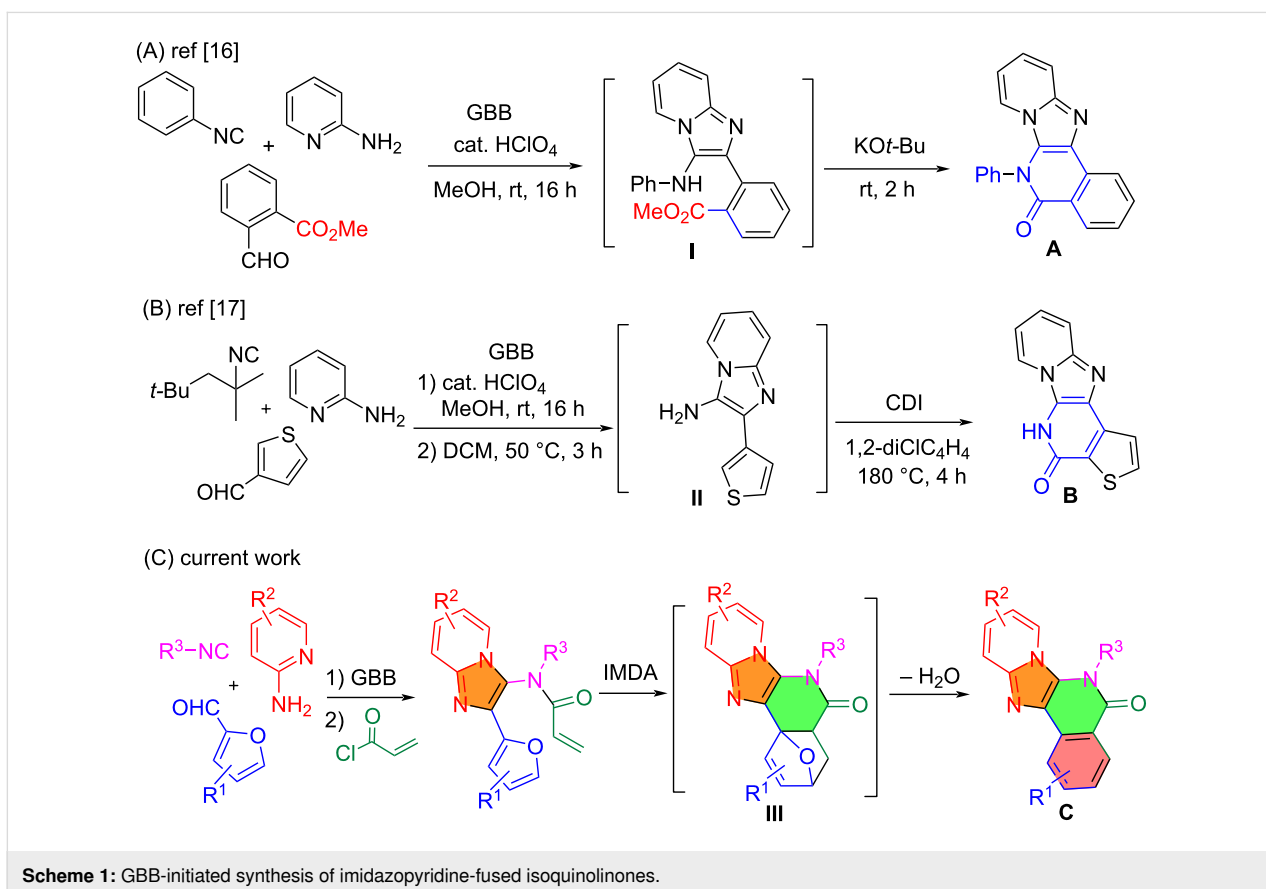 (A) ref [16]
NC
+
N
NH2
CO2Me
CHO
GBB
cat. HClO4
MeOH, rt, 16 h
N
N
Ph-NH
MeO2C
I
KOt-Bu
rt, 2 h
N
N
Ph
N
O
A
(B) ref [17]
NC
t-Bu
+
N
NH2
S
OHC
GBB
1) cat. HClO4
MeOH, rt, 16 h
2) DCM, 50 °C, 3 h
N
N
H2N
S
II
CDI
1,2-diClC4H4
180 °C, 4 h
N
N
HN
O
S
B
(C) current work
R3-NC
+
R2
N
NH2
OHC
O
R1
1) GBB
2)
O
Cl
R2
N
N
R3
N
O
O
R1
IMDA
R2
N
N
R3
N
O
O
R1
III
– H2O
R2
N
N
R3
N
O
R1
C
Scheme 1: GBB-initiated synthesis of imidazopyridine-fused isoquinolinones.